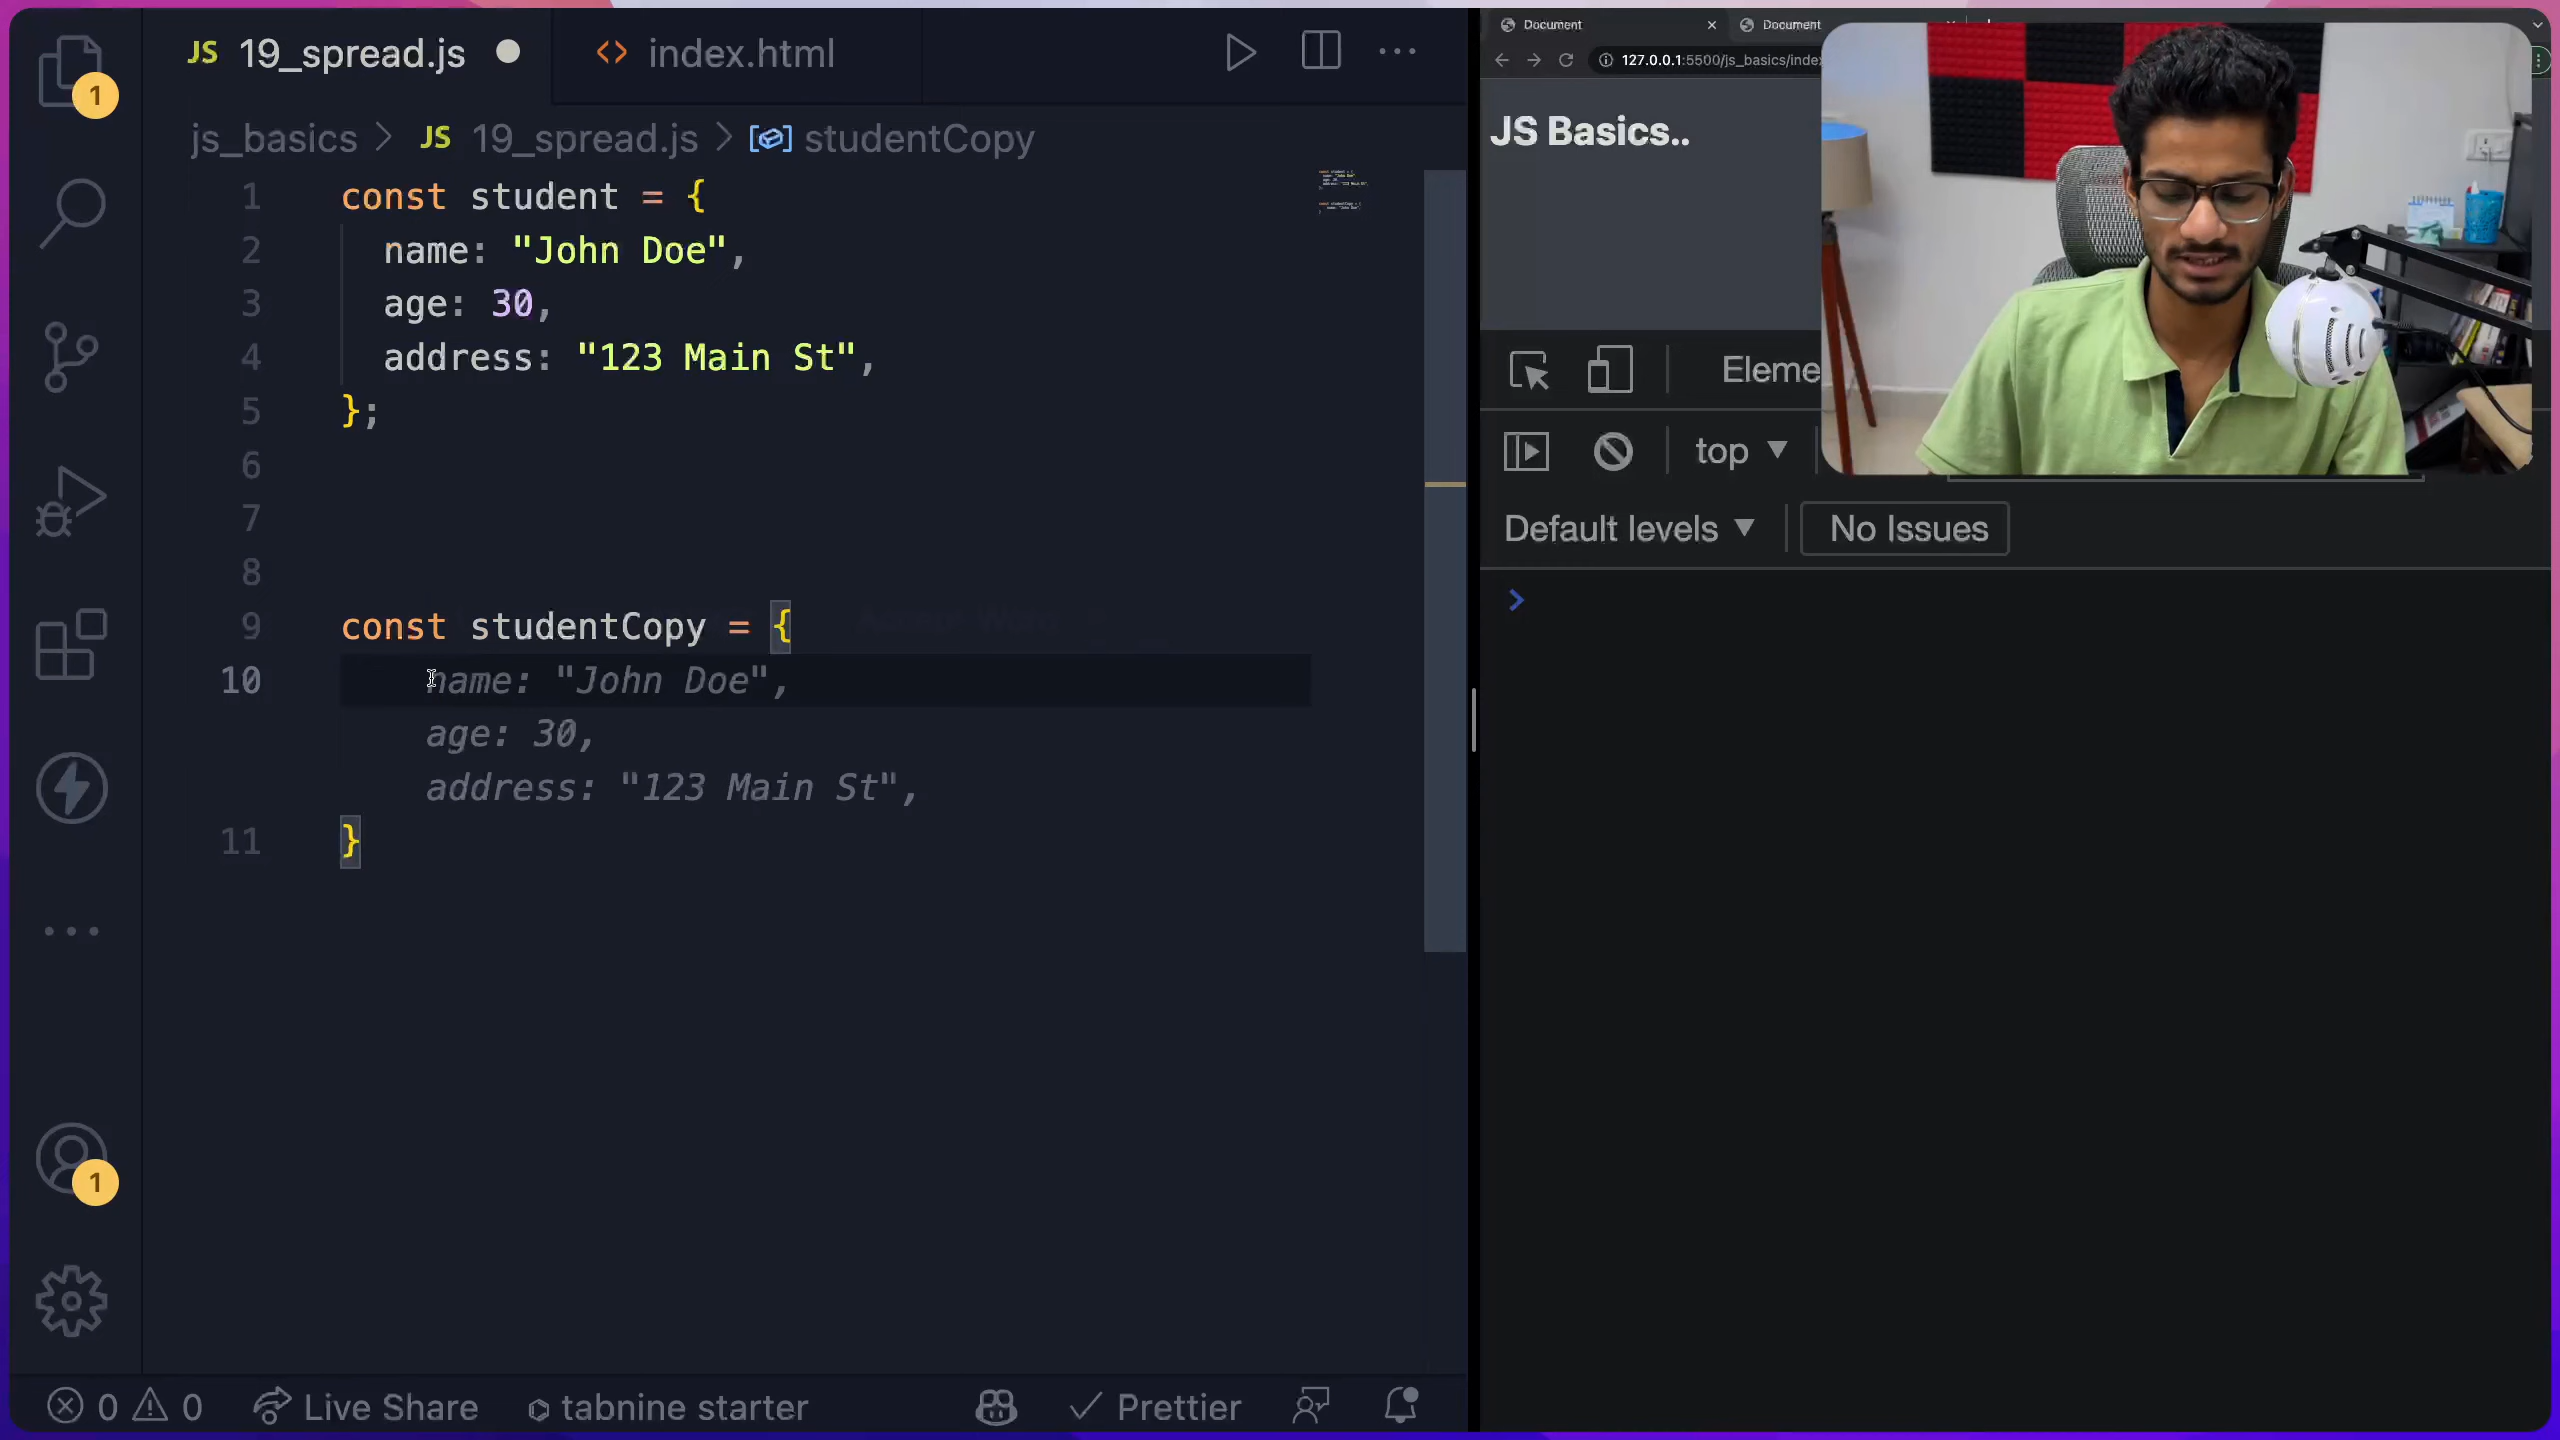 JS 19_spread.js
index.html
1
js_basics > JS 19_spread.js > studentCopy
1 const student = {
2 name: "John Doe",
3 age: 30,
4 address: "123 Main St",
5 };
6
7
8
9 const studentCopy = {
10 name: "John Doe",
age: 30,
address: "123 Main St",
11 }
1
0 0 Live Share tabnine starter Prettier
Document Document
127.0.0.1:5500/js_basics/index
JS Basics..
Eleme
top
Default levels No Issues